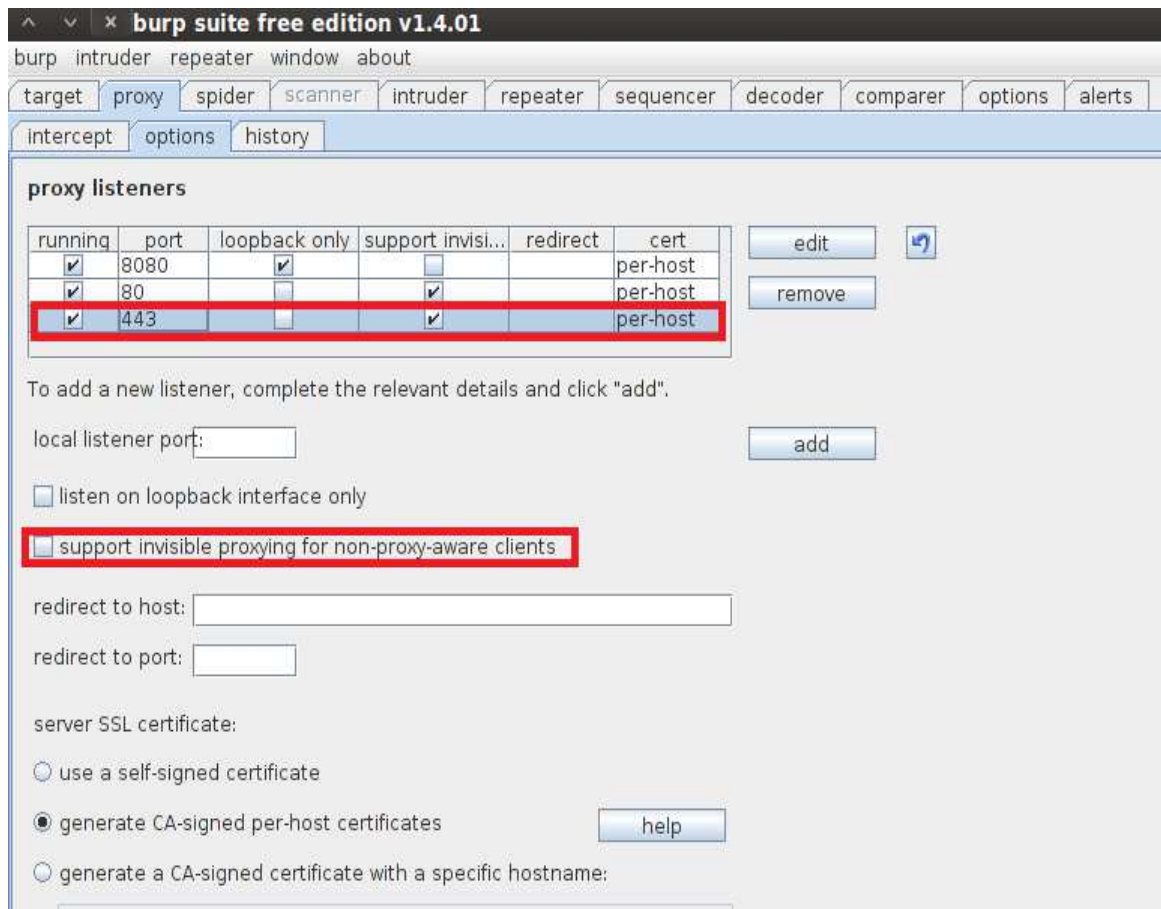 burp suite free edition v1.4.01
burp intruder repeater window about
target proxy spider scanner intruder repeater sequencer decoder comparer options alerts
intercept options history
proxy listeners
running port loopback only support invisi... redirect cert
8080 per-host
80 per-host
443 per-host
edit
remove
To add a new listener, complete the relevant details and click "add".
local listener port:
add
listen on loopback interface only
support invisible proxying for non-proxy-aware clients
redirect to host:
redirect to port:
server SSL certificate:
use a self-signed certificate
generate CA-signed per-host certificates
help
generate a CA-signed certificate with a specific hostname: